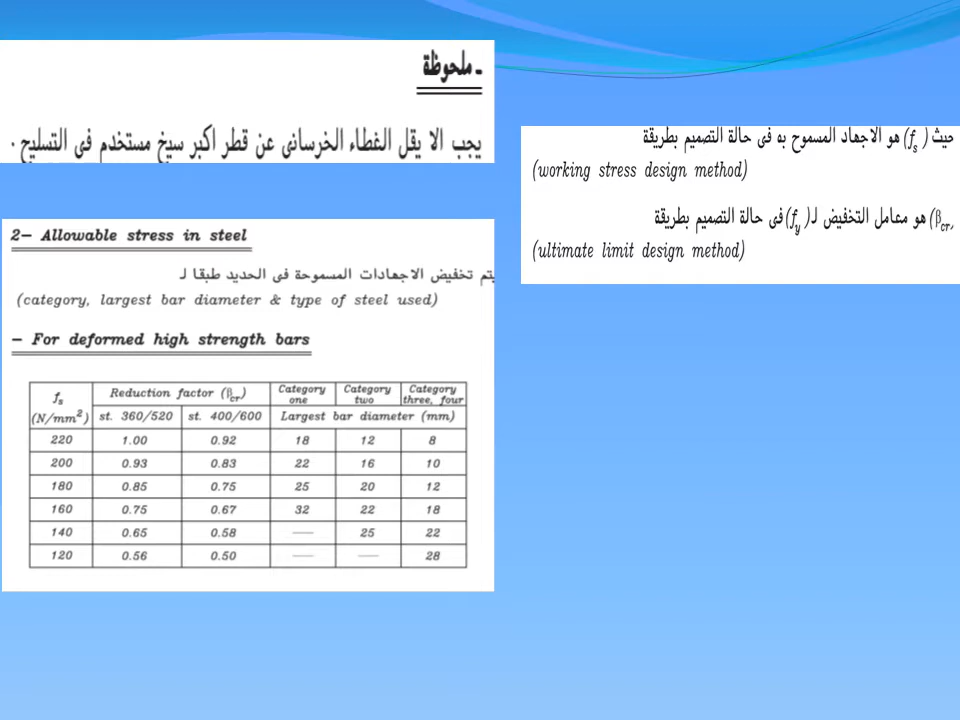 - ملحوظة
يجب الا يقل الغطاء الخرسانى عن قطر اكبر سيخ مستخدم فى التسليح .
2- Allowable stress in steel
يتم تخفيض الاجهادات المسموحة فى الحديد طبقا لـ
(category, largest bar diameter & type of steel used)
- For deformed high strength bars
fs (N/mm2) Reduction factor (βcr) Category one Category two Category three, four
st. 360/520 st. 400/600 Largest bar diameter (mm)
220 1.00 0.92 18 12 8
200 0.93 0.83 22 16 10
180 0.85 0.75 25 20 12
160 0.75 0.67 32 22 18
140 0.65 0.58 — 25 22
120 0.56 0.50 — — 28
حيث (fs) هو الاجهاد المسموح به فى حالة التصميم بطريقة
(working stress design method)
(βcr, هو معامل التخفيض لـ (fy) فى حالة التصميم بطريقة
(ultimate limit design method)